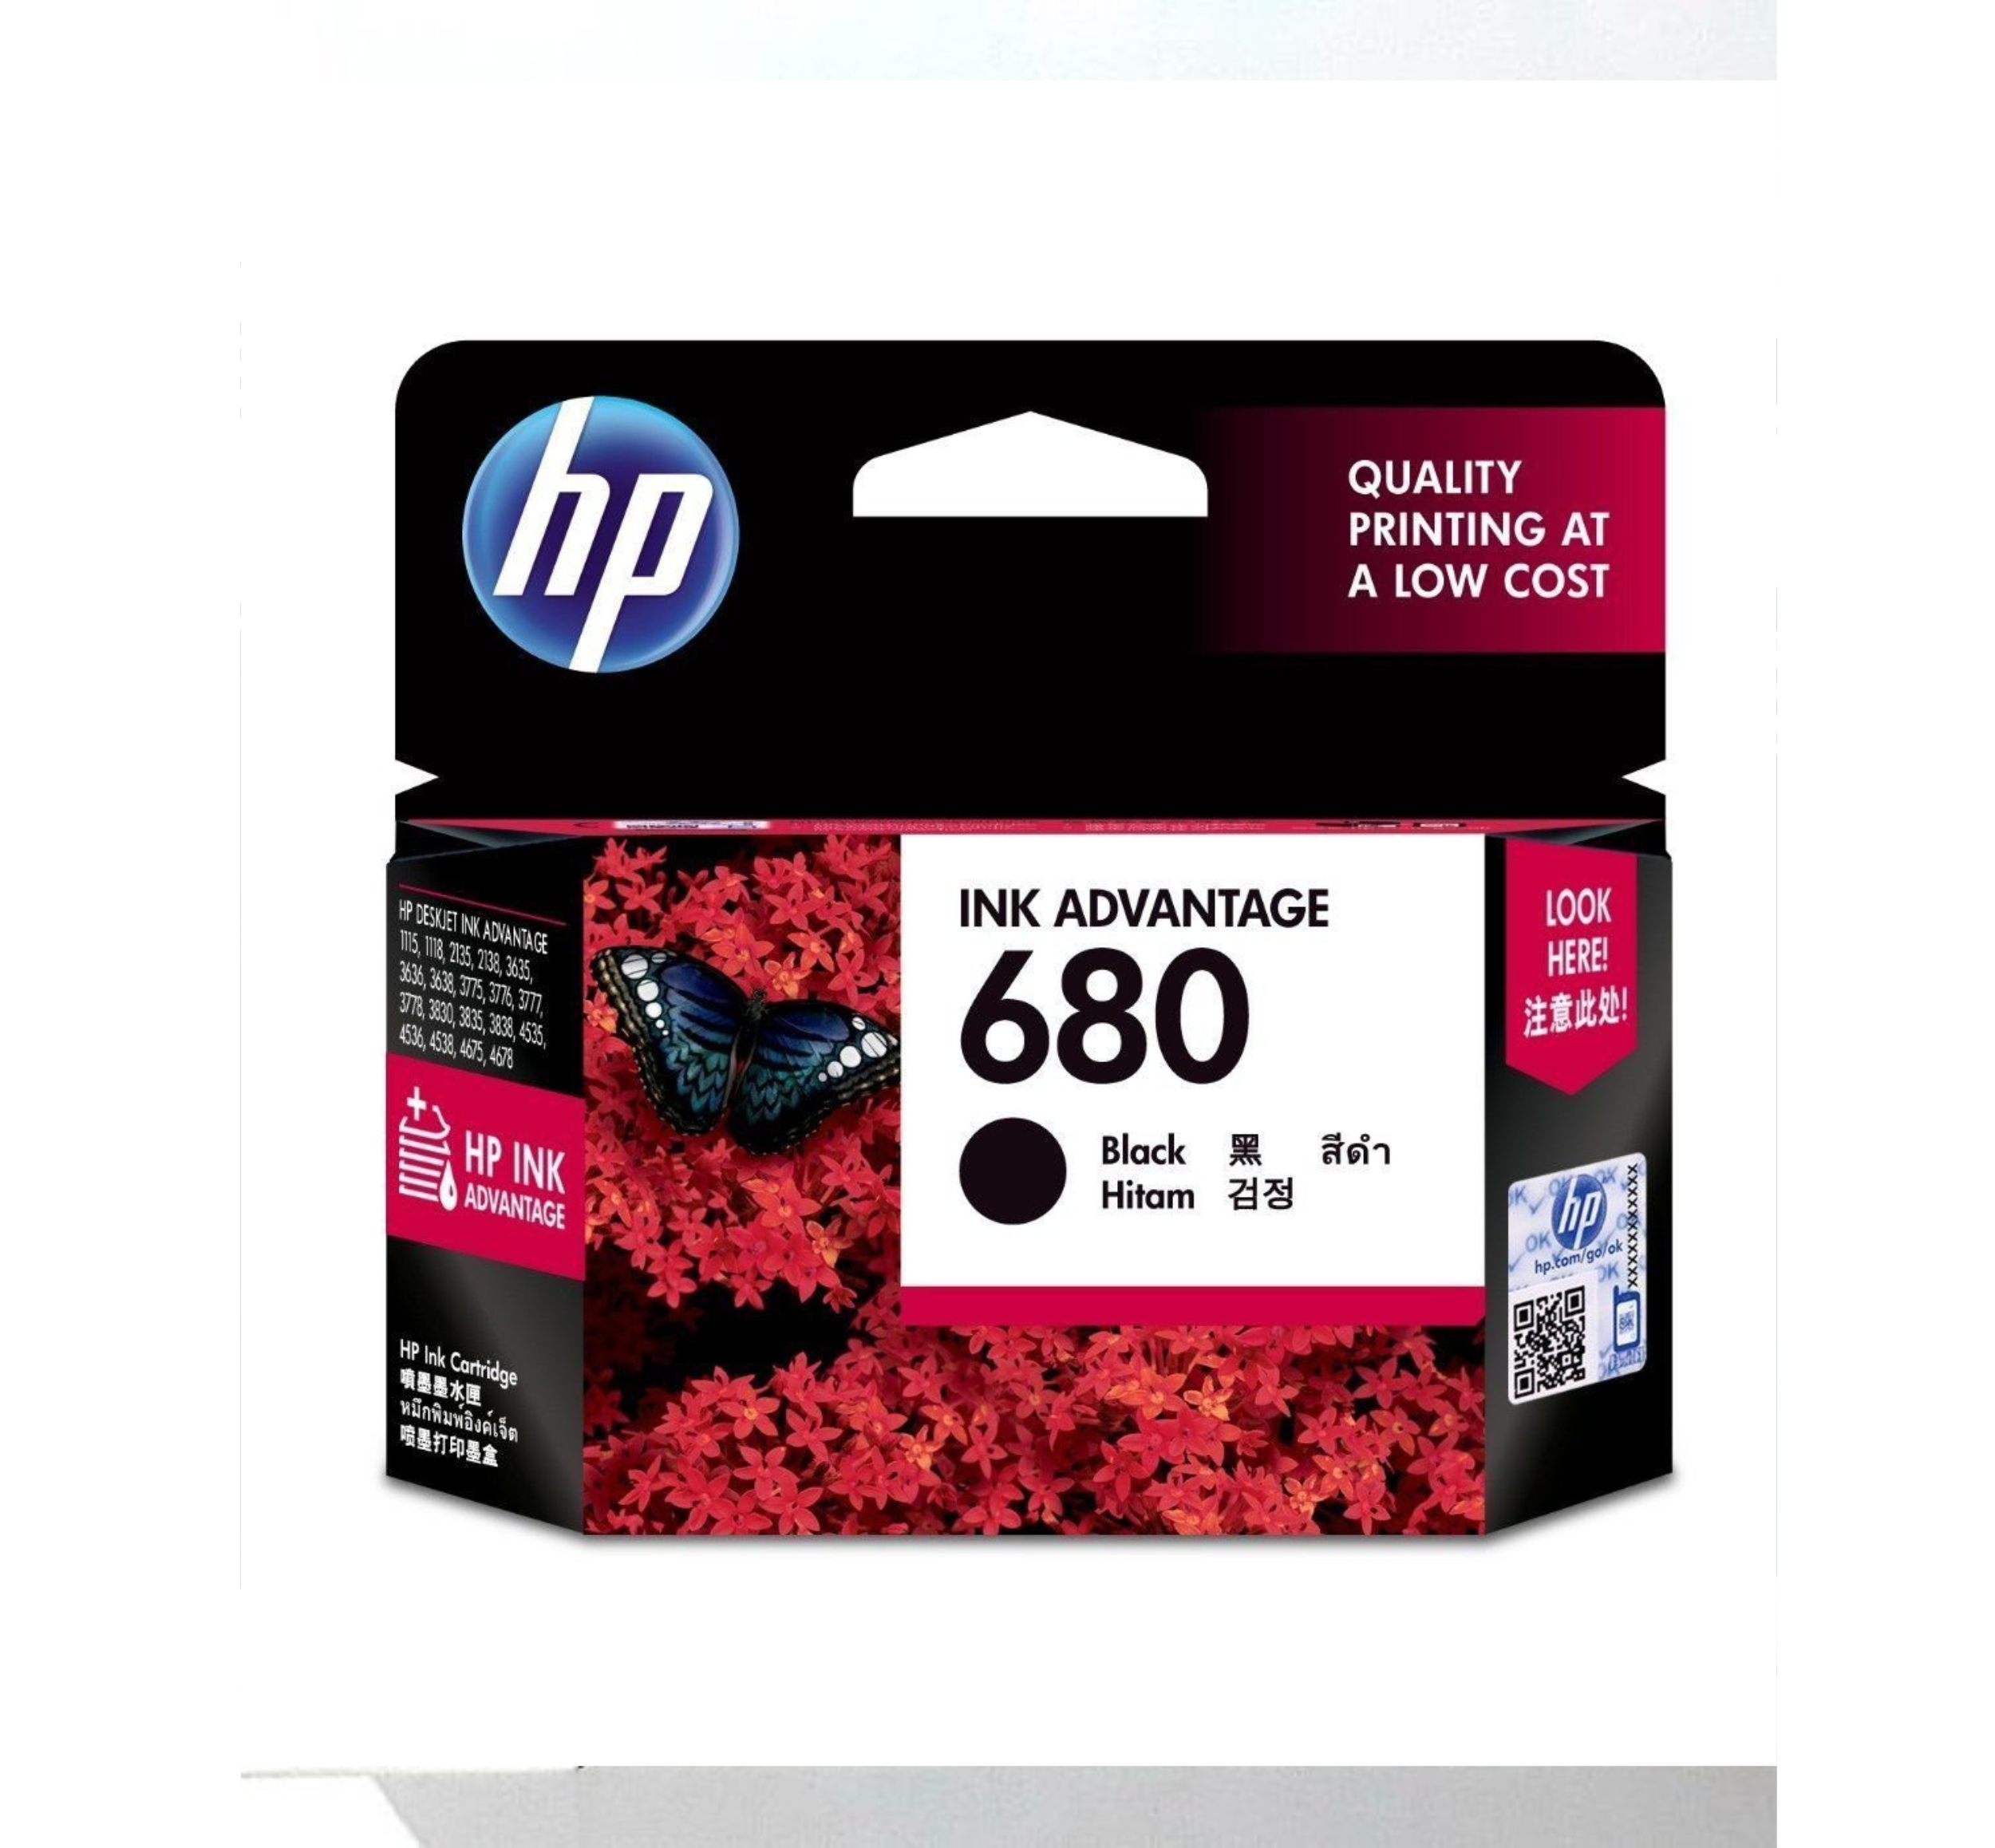 hp
QUALITY
PRINTING AT
A LOW COST
HP DESKJET INK ADVANTAGE
1115, 1118, 2135, 2138, 3635,
3636, 3638, 3775, 3776, 3777,
3778, 3830, 3835, 3838, 4535,
4536, 4538, 4675, 4678
HP INK
ADVANTAGE
HP Ink Cartridge
噴墨墨水匣
หมึกพิมพ์อิงค์เจ็ต
喷墨打印墨盒
INK ADVANTAGE
680
Black 黑 สีดำ
Hitam 검정
LOOK
HERE!
注意此处!
hp
OK
hp.com/go/ok
XXXXXXXXXX